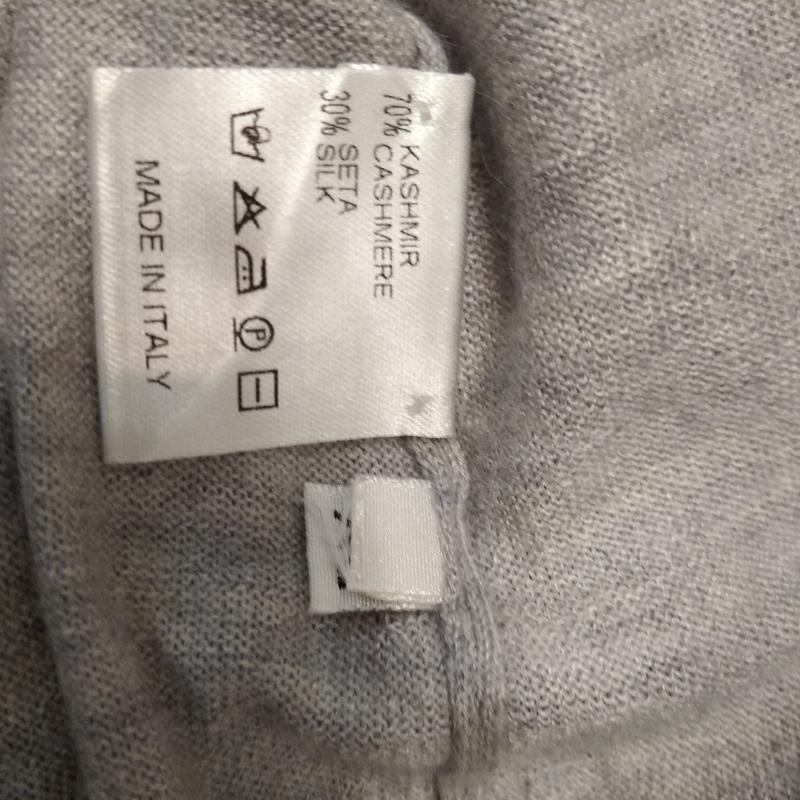 70% KASHMIR
CASHMERE
30% SETA
SILK
P
MADE IN ITALY